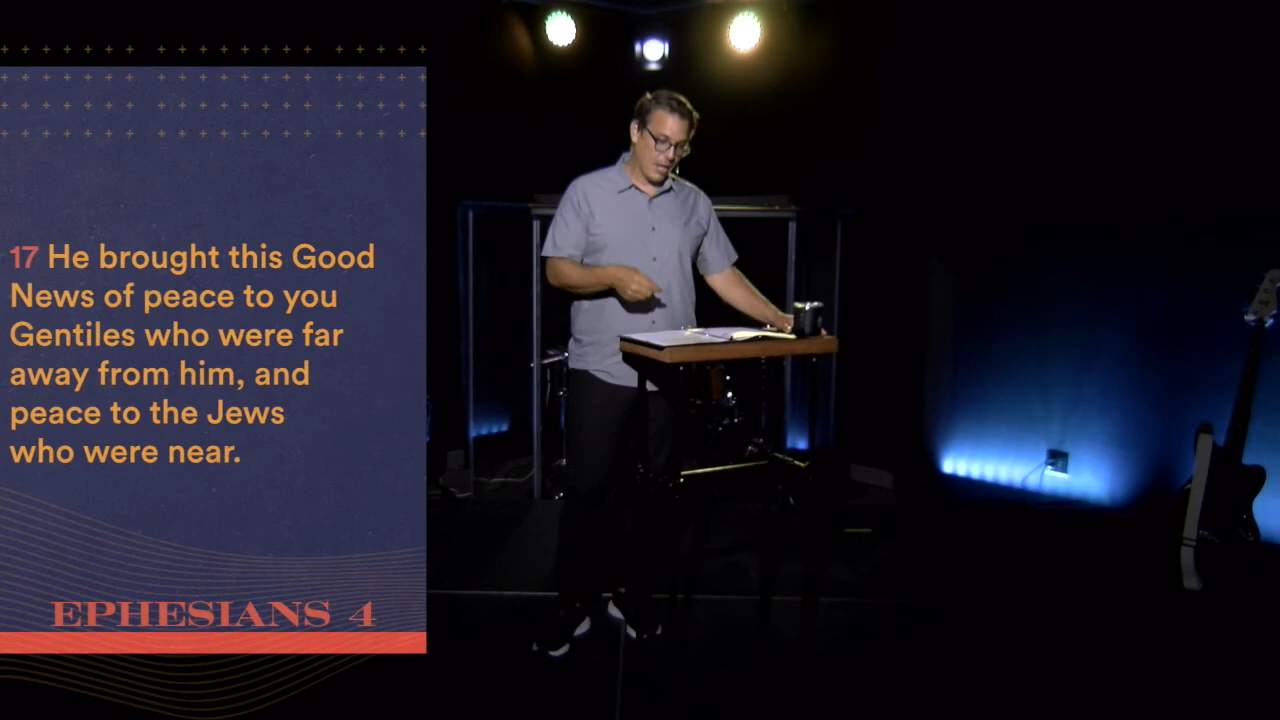 17 He brought this Good
News of peace to you
Gentiles who were far
away from him, and
peace to the Jews
who were near.
EPHESIANS 4